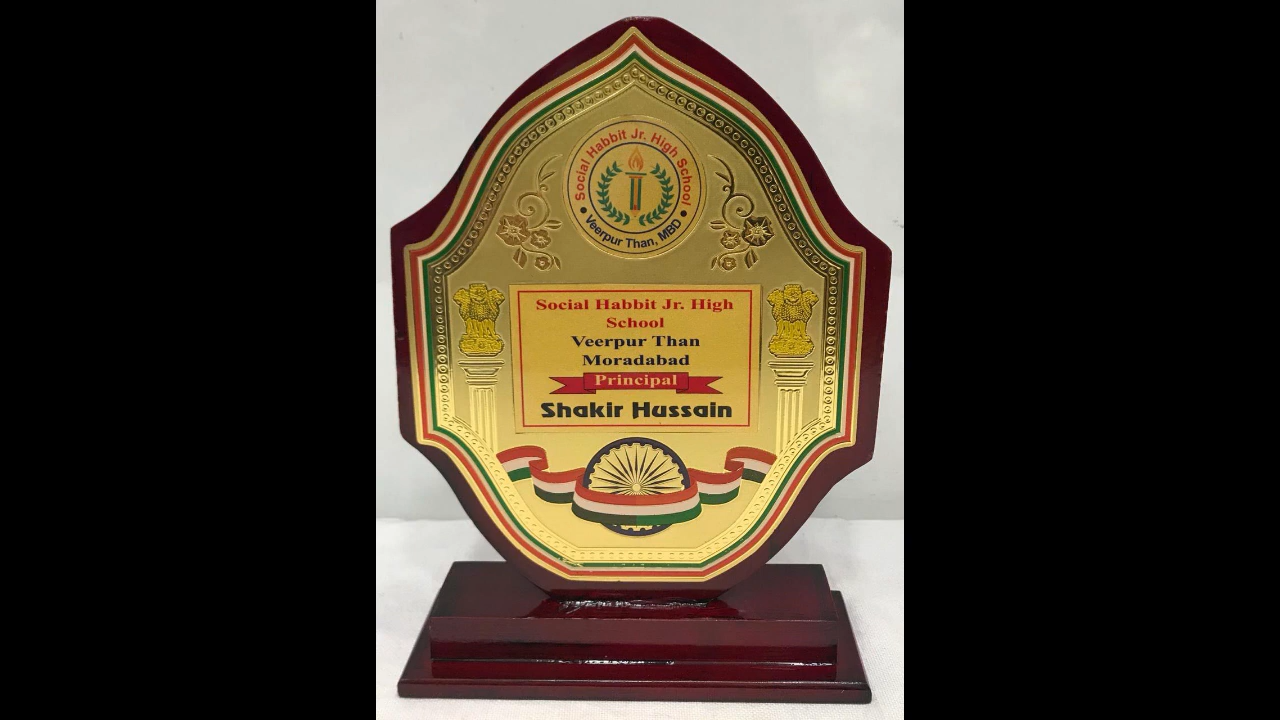 Social Habbit Jr. High School
Veerpur Than, MBD
Social Habbit Jr. High
School
Veerpur Than
Moradabad
Principal
Shakir Hussain